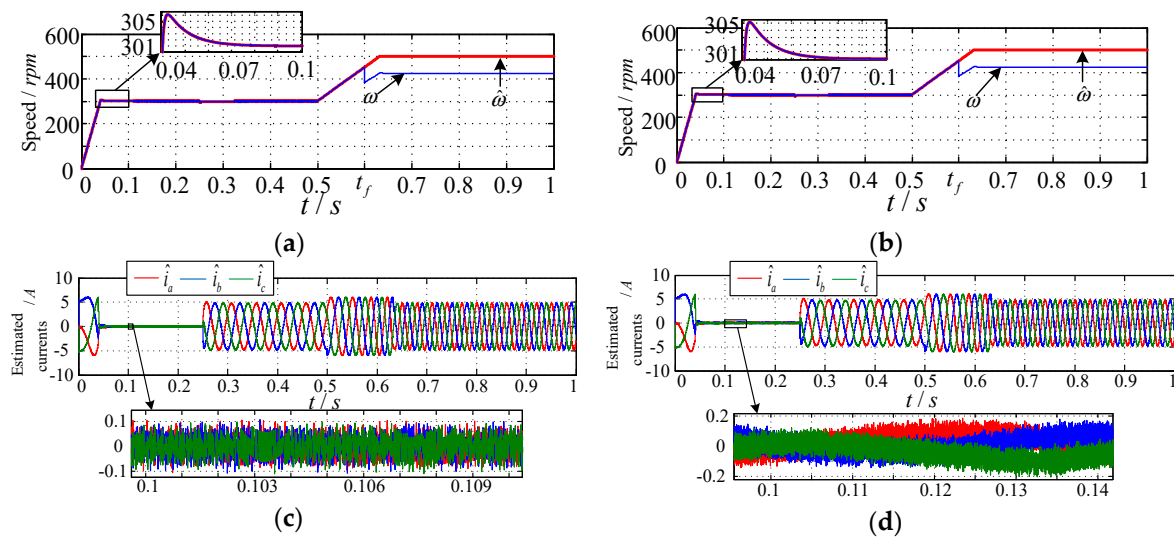 305
301
0.04 0.07 0.1
600
400
200
0
Speed / rpm
ω
ω̂
0 0.1 0.2 0.3 0.4 0.5 t_f 0.7 0.8 0.9 1
t / s
(a)
305
301
0.04 0.07 0.1
600
400
200
0
Speed / rpm
ω
ω̂
0 0.1 0.2 0.3 0.4 0.5 t_f 0.7 0.8 0.9 1
t / s
(b)
î_a î_b î_c
10
5
0
-5
-10
Estimated
currents / A
0 0.1 0.2 0.3 0.4 0.5 0.6 0.7 0.8 0.9 1
t / s
0.1
0
-0.1
0.1 0.103 0.106 0.109
(c)
î_a î_b î_c
10
5
0
-5
-10
Estimated
currents / A
0 0.1 0.2 0.3 0.4 0.5 0.6 0.7 0.8 0.9 1
t / s
0.2
0
-0.2
0.1 0.11 0.12 0.13 0.14
(d)